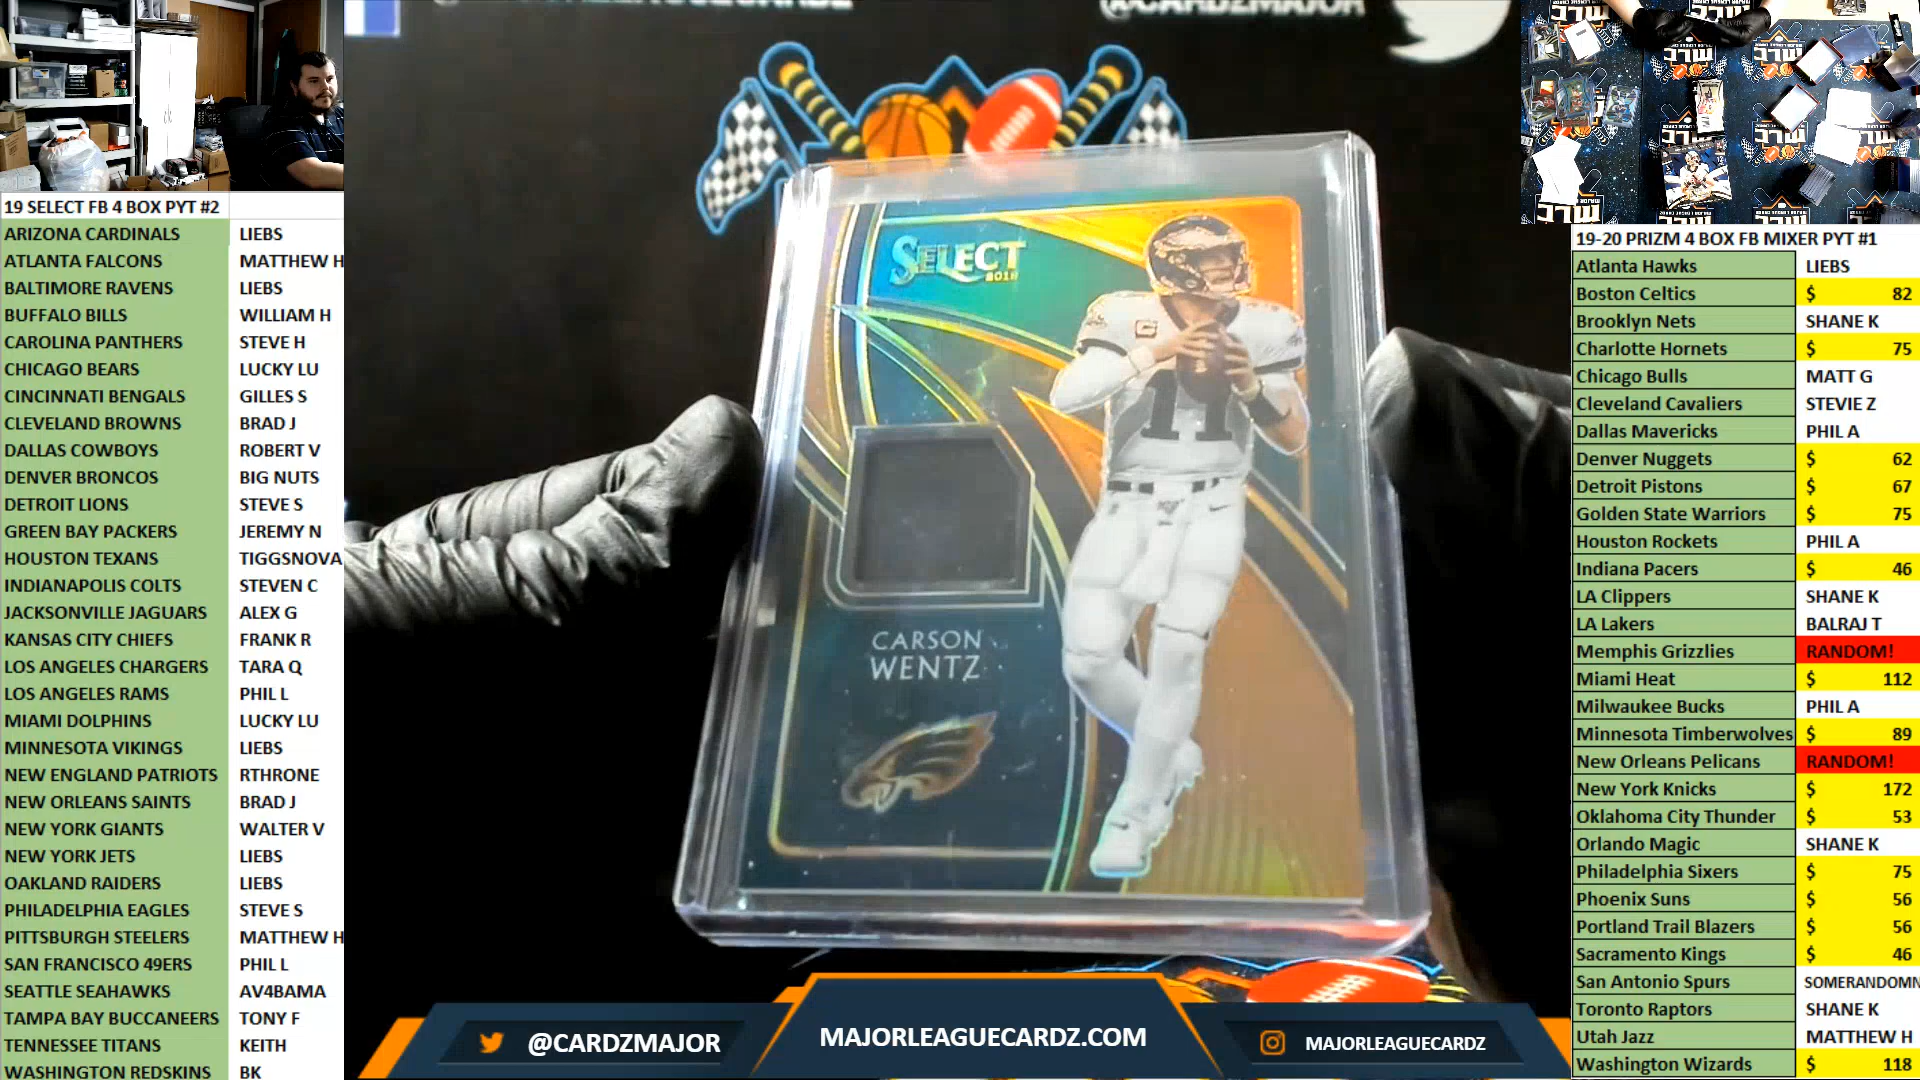 @CARDZMAJOR
19 SELECT FB 4 BOX PYT #2
ARIZONA CARDINALS LIEBS
ATLANTA FALCONS MATTHEW H
BALTIMORE RAVENS LIEBS
BUFFALO BILLS WILLIAM H
CAROLINA PANTHERS STEVE H
CHICAGO BEARS LUCKY LU
CINCINNATI BENGALS GILLES S
CLEVELAND BROWNS BRAD J
DALLAS COWBOYS ROBERT V
DENVER BRONCOS BIG NUTS
DETROIT LIONS STEVE S
GREEN BAY PACKERS JEREMY N
HOUSTON TEXANS TIGGSNOVA
INDIANAPOLIS COLTS STEVEN C
JACKSONVILLE JAGUARS ALEX G
KANSAS CITY CHIEFS FRANK R
LOS ANGELES CHARGERS TARA Q
LOS ANGELES RAMS PHIL L
MIAMI DOLPHINS LUCKY LU
MINNESOTA VIKINGS LIEBS
NEW ENGLAND PATRIOTS RTHRONE
NEW ORLEANS SAINTS BRAD J
NEW YORK GIANTS WALTER V
NEW YORK JETS LIEBS
OAKLAND RAIDERS LIEBS
PHILADELPHIA EAGLES STEVE S
PITTSBURGH STEELERS MATTHEW H
SAN FRANCISCO 49ERS PHIL L
SEATTLE SEAHAWKS AV4BAMA
TAMPA BAY BUCCANEERS TONY F
TENNESSEE TITANS KEITH
WASHINGTON REDSKINS BK
SELECT
11
CARSON
WENTZ
@CARDZMAJOR
MAJORLEAGUECARDZ.COM
MAJORLEAGUECARDZ
19-20 PRIZM 4 BOX FB MIXER PYT #1
Atlanta Hawks LIEBS
Boston Celtics $ 82
Brooklyn Nets SHANE K
Charlotte Hornets $ 75
Chicago Bulls MATT G
Cleveland Cavaliers STEVIE Z
Dallas Mavericks PHIL A
Denver Nuggets $ 62
Detroit Pistons $ 67
Golden State Warriors $ 75
Houston Rockets PHIL A
Indiana Pacers $ 46
LA Clippers SHANE K
LA Lakers BALRAJ T
Memphis Grizzlies RANDOM!
Miami Heat $ 112
Milwaukee Bucks PHIL A
Minnesota Timberwolves $ 89
New Orleans Pelicans RANDOM!
New York Knicks $ 172
Oklahoma City Thunder $ 53
Orlando Magic SHANE K
Philadelphia Sixers $ 75
Phoenix Suns $ 56
Portland Trail Blazers $ 56
Sacramento Kings $ 46
San Antonio Spurs SOMERANDOMN
Toronto Raptors SHANE K
Utah Jazz MATTHEW H
Washington Wizards $ 118